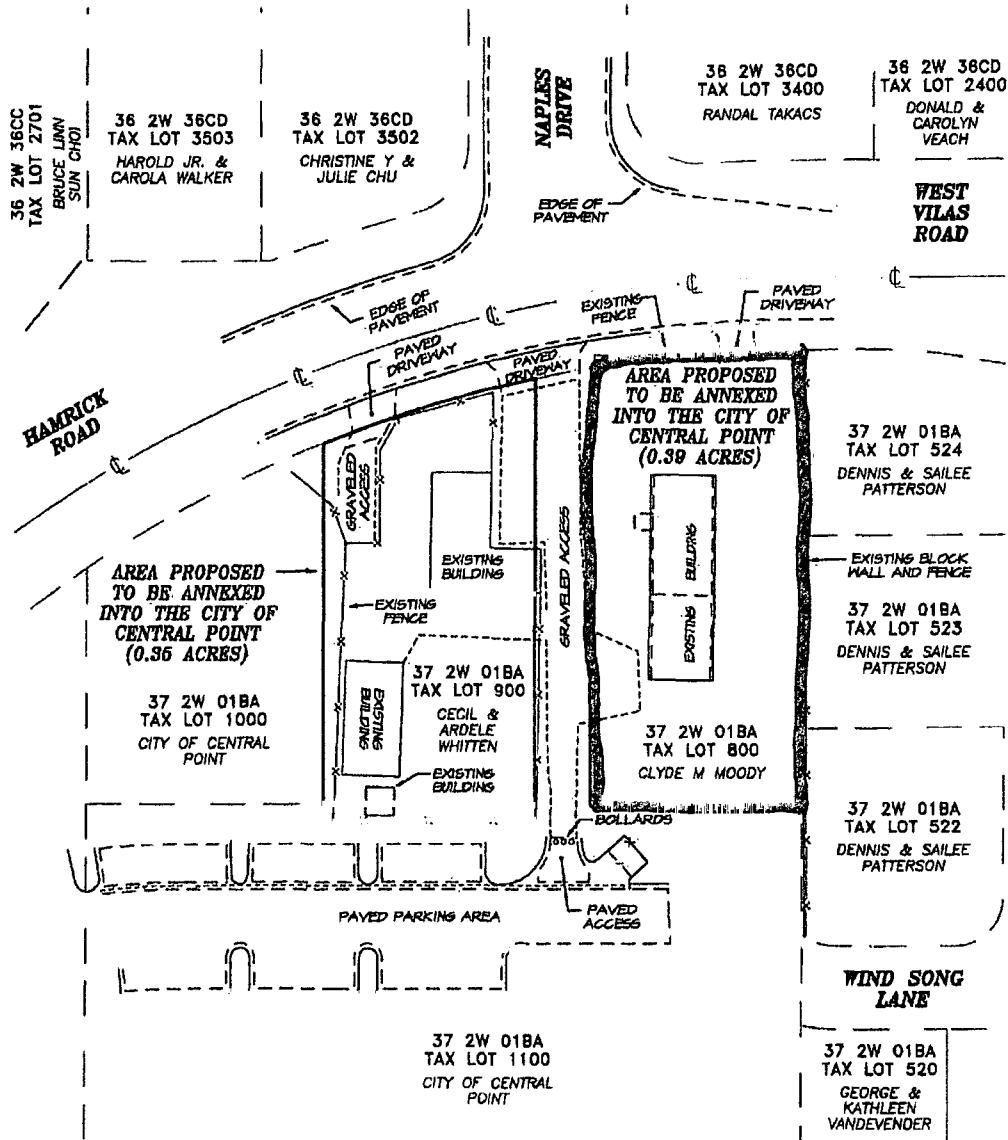 36 2W 36CC
TAX LOT 2701
BRUCE LINN
SUN CHOI
36 2W 36CD
TAX LOT 3503
HAROLD JR. &
CAROLA WALKER
36 2W 36CD
TAX LOT 3502
CHRISTINE Y &
JULIE CHU
NAPLES
DRIVE
36 2W 36CD
TAX LOT 3400
RANDAL TAKACS
36 2W 36CD
TAX LOT 2400
DONALD &
CAROLYN
VEACH
EDGE OF
PAVEMENT
WEST
VILAS
ROAD
EDGE OF
PAVEMENT
EXISTING
FENCE
PAVED
DRIVEWAY
PAVED
DRIVEWAY
PAVED
DRIVEWAY
HAMRICK
ROAD
AREA PROPOSED
TO BE ANNEXED
INTO THE CITY OF
CENTRAL POINT
(0.39 ACRES)
37 2W 01BA
TAX LOT 524
DENNIS & SAILEE
PATTERSON
GRAVELED
ACCESS
EXISTING
BUILDING
GRAVELED ACCESS
EXISTING BUILDING
EXISTING BLOCK
WALL AND FENCE
AREA PROPOSED
TO BE ANNEXED
INTO THE CITY OF
CENTRAL POINT
(0.35 ACRES)
EXISTING
FENCE
37 2W 01BA
TAX LOT 523
DENNIS & SAILEE
PATTERSON
37 2W 01BA
TAX LOT 1000
CITY OF CENTRAL
POINT
EXISTING
BUILDING
37 2W 01BA
TAX LOT 900
CECIL &
ARDELE
WHITTEN
37 2W 01BA
TAX LOT 800
CLYDE M MOODY
EXISTING
BUILDING
BOLLARDS
37 2W 01BA
TAX LOT 522
DENNIS & SAILEE
PATTERSON
PAVED PARKING AREA
PAVED
ACCESS
WIND SONG
LANE
37 2W 01BA
TAX LOT 1100
CITY OF CENTRAL
POINT
37 2W 01BA
TAX LOT 520
GEORGE &
KATHLEEN
VANDEVENDER